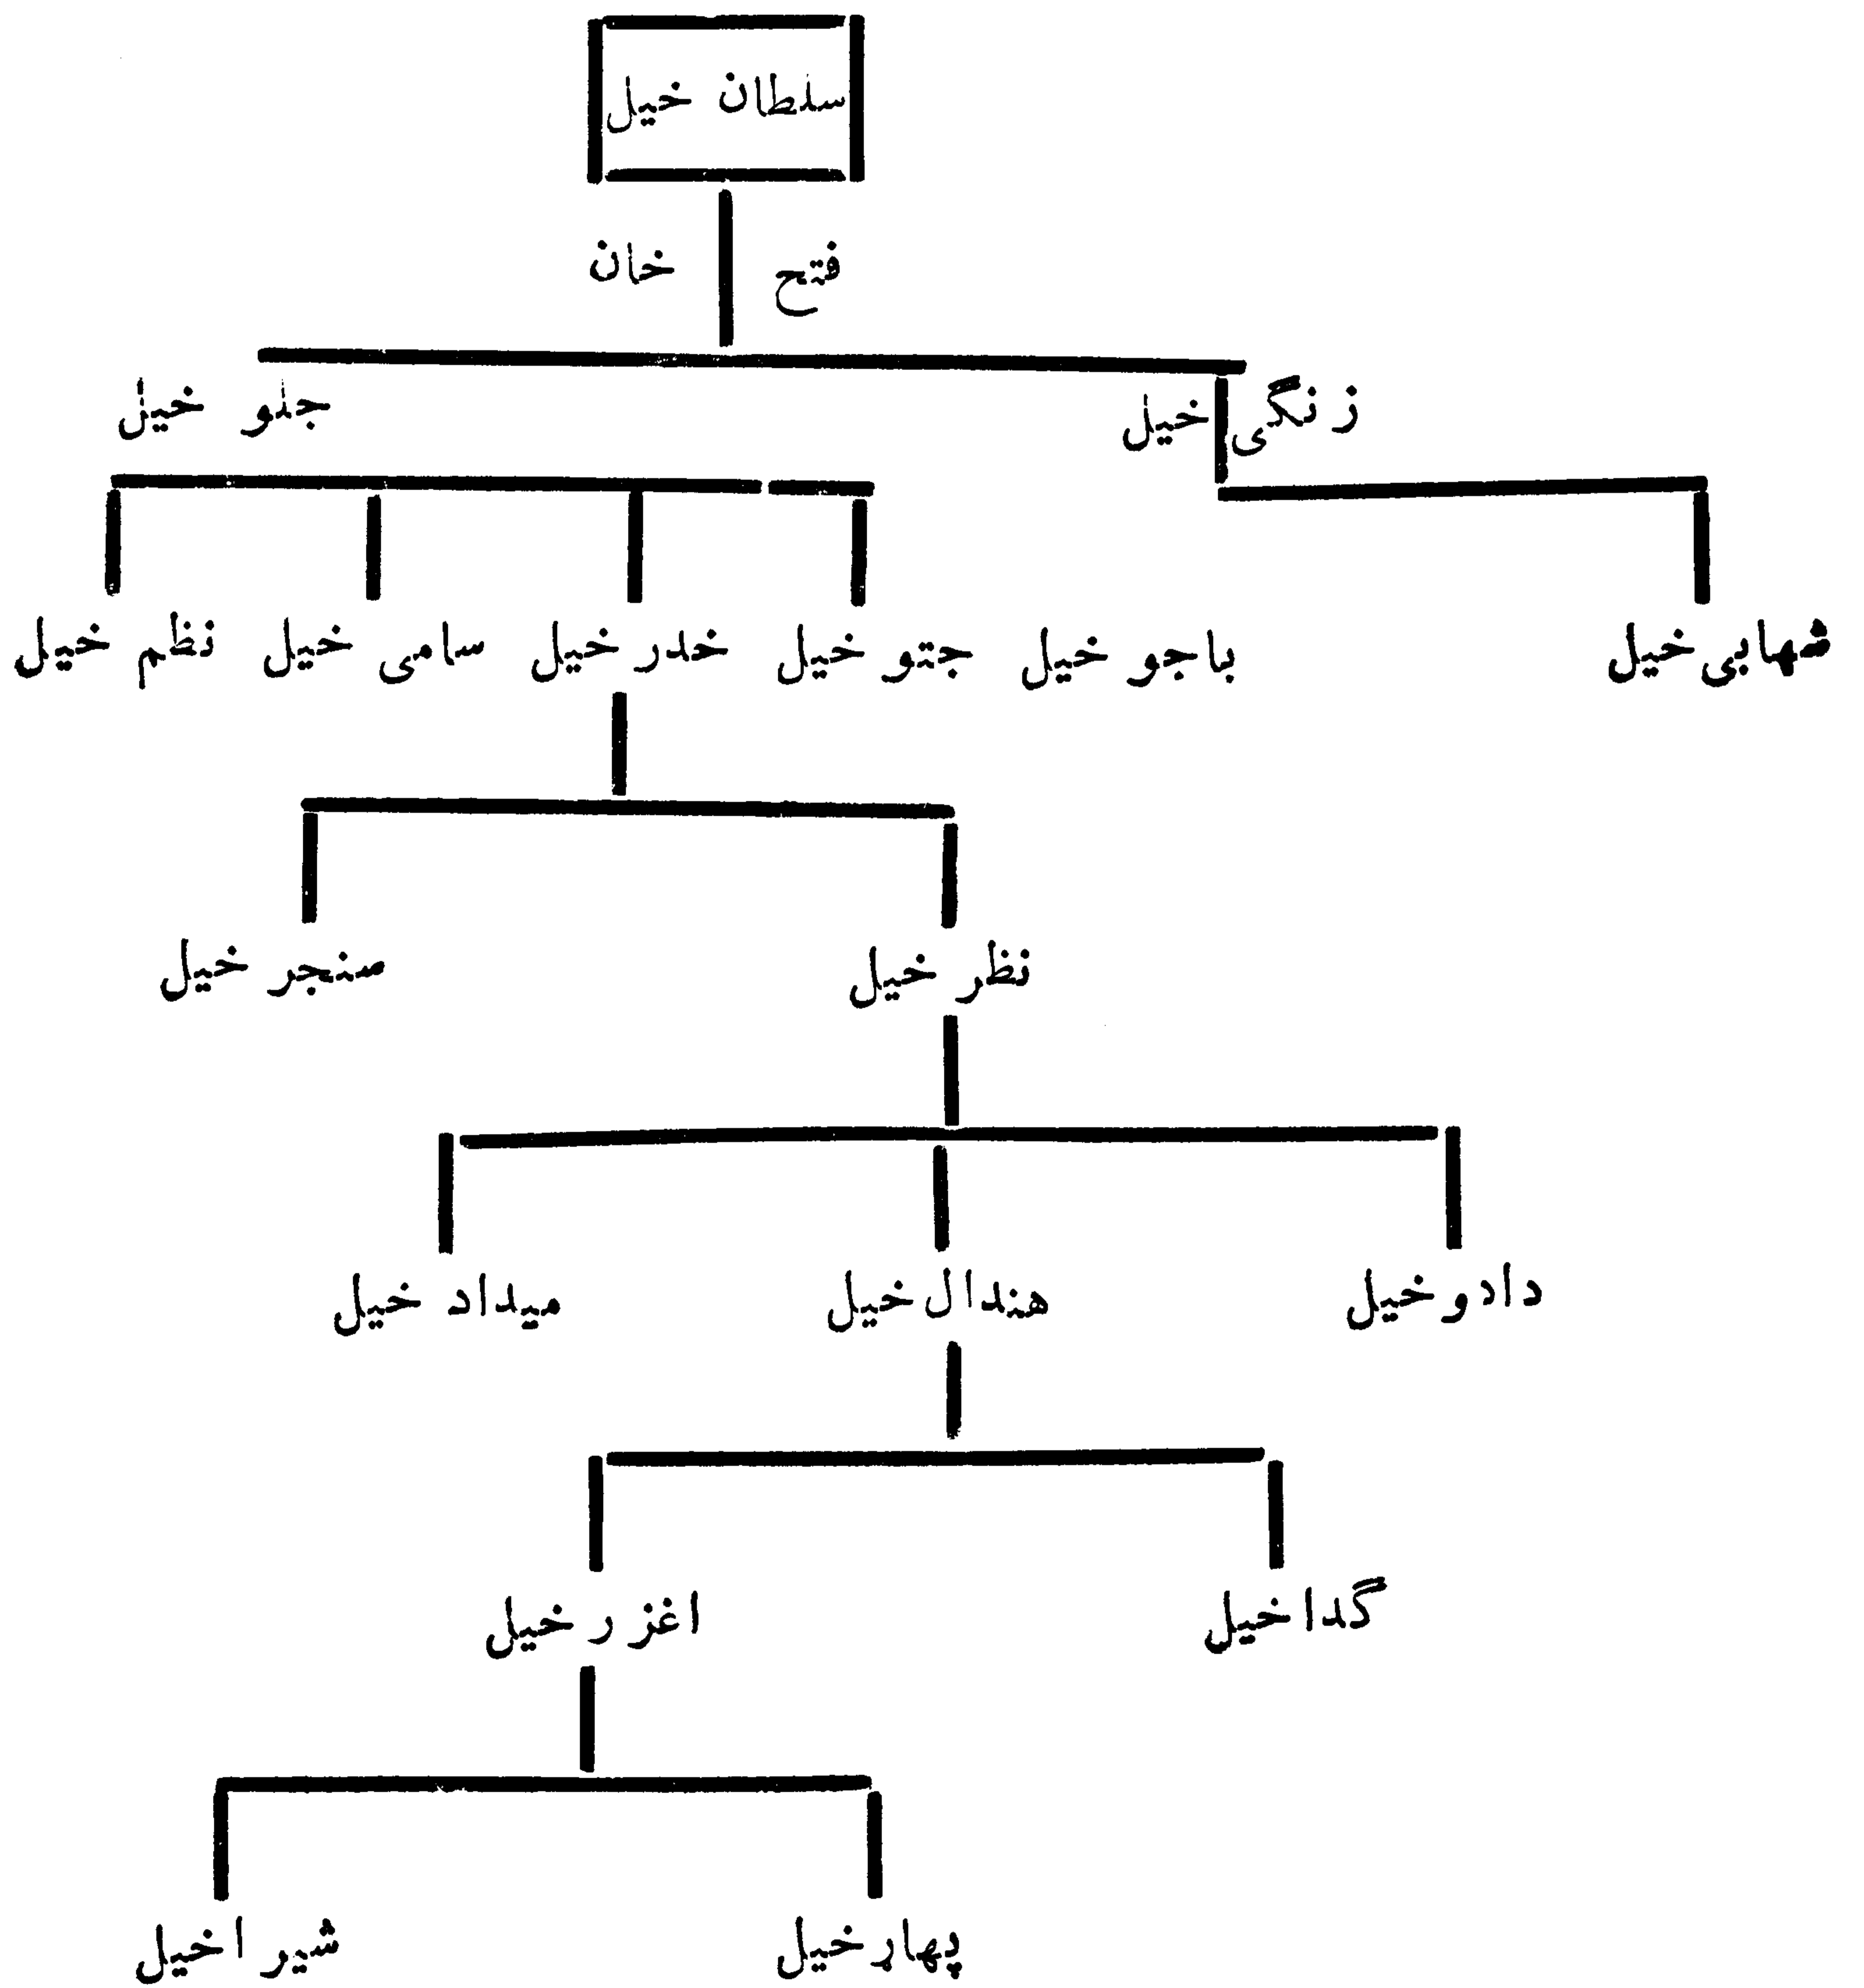 سلطان خیل
فتح خان
زنگی خیل جلو خیل
شهابی خیل باجو خیل جتو خیل خدر خیل سامی خیل نظم خیل
نظر خیل صنجر خیل
دادو خیل هندال خیل میداد خیل
گدا خیل اغزر خیل
پهاړ خیل شیرا خیل